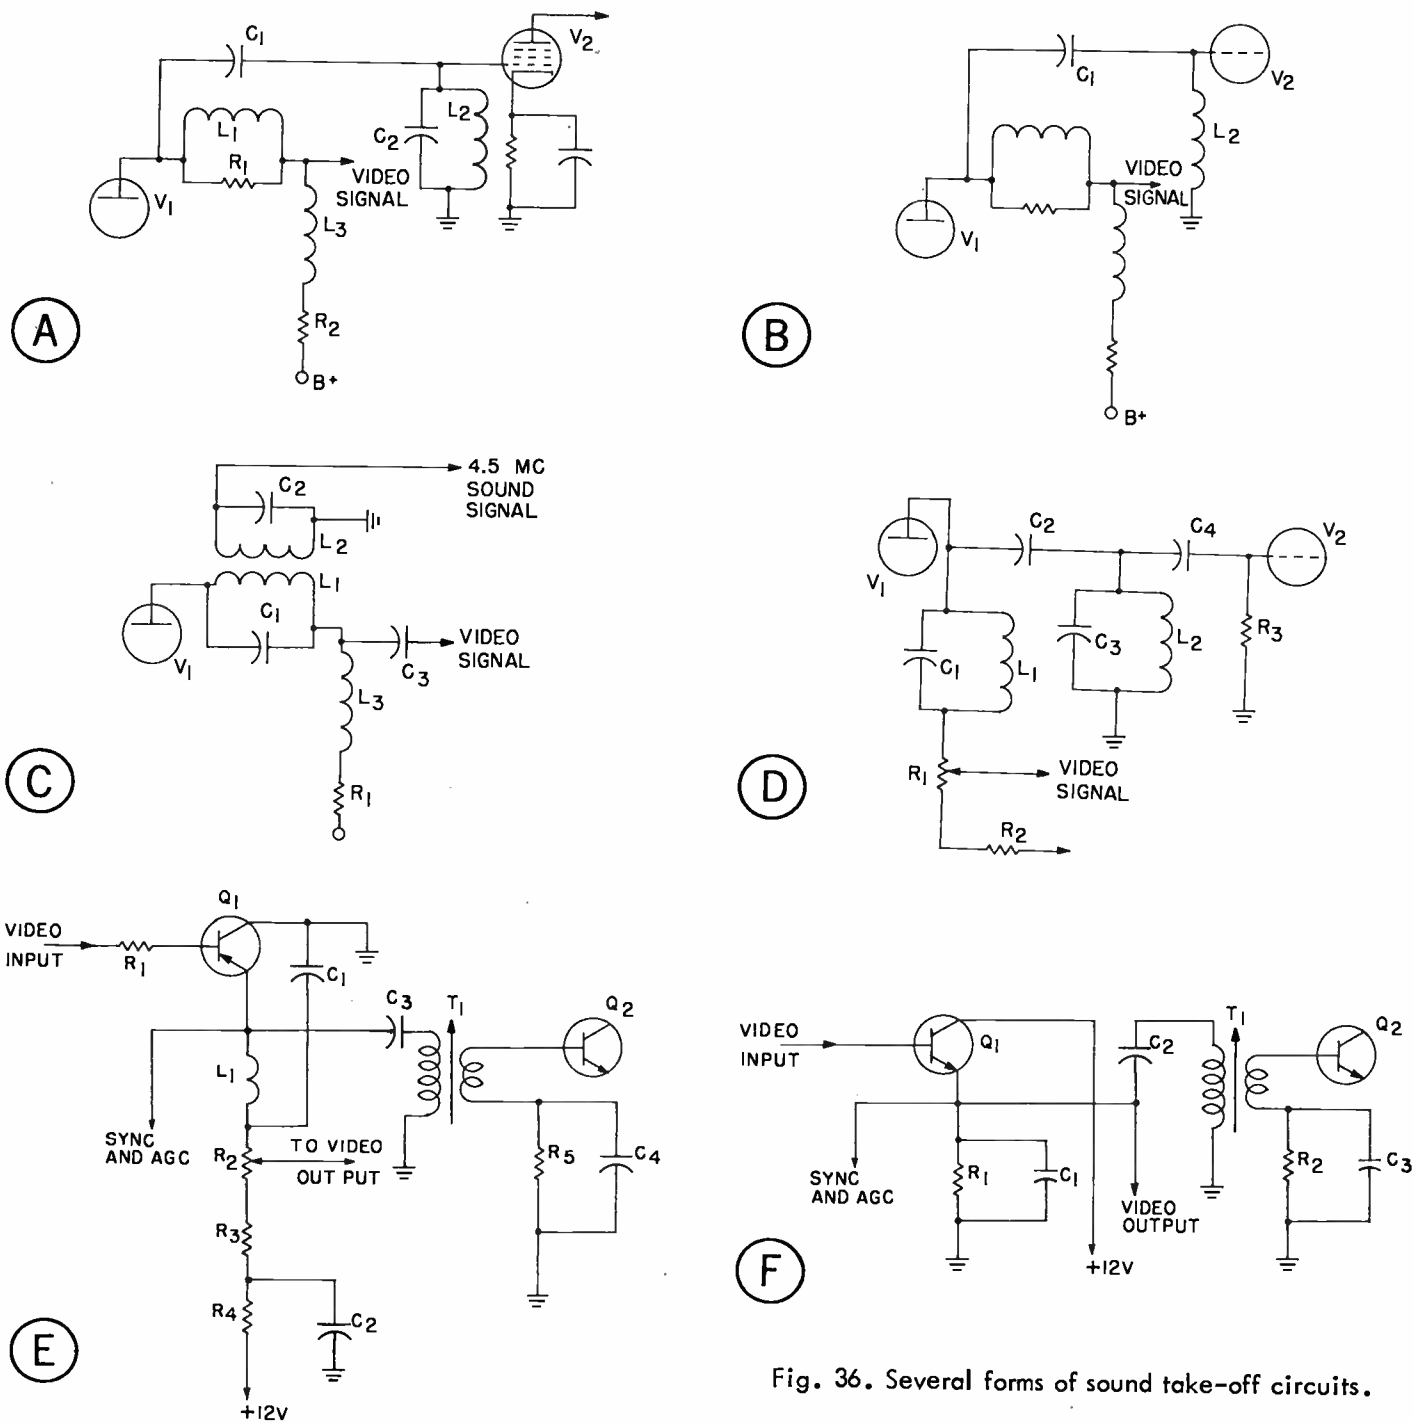 C1
V2
L1
R1
C2
L2
V1
VIDEO
SIGNAL
L3
R2
B+
A
C1
V2
L2
VIDEO
SIGNAL
V1
B+
B
4.5 MC
SOUND
SIGNAL
C2
L2
L1
C1
V1
VIDEO
SIGNAL
C3
L3
R1
C
V1
C2
C4
V2
C1
L1
C3
L2
R3
R1
VIDEO
SIGNAL
R2
D
Q1
VIDEO
INPUT
R1
C1
C3
T1
Q2
L1
SYNC
AND AGC
R2
TO VIDEO
OUT PUT
R5
C4
R3
R4
C2
+12V
E
VIDEO
INPUT
Q1
C2
T1
Q2
SYNC
AND AGC
R1
C1
VIDEO
OUTPUT
R2
C3
+12V
F
Fig. 36. Several forms of sound take-off circuits.